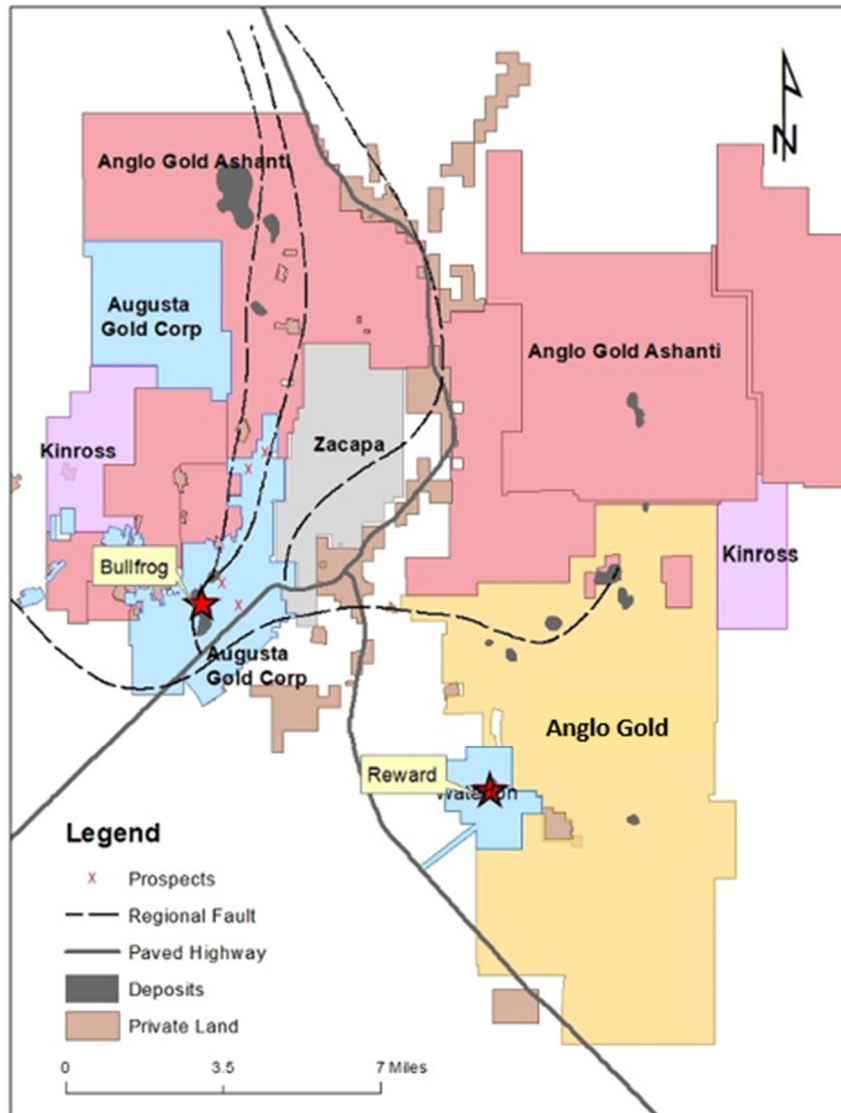 N
Anglo Gold Ashanti
Augusta
Gold Corp
Anglo Gold Ashanti
Kinross
Zacapa
X
X
Kinross
Bullfrog
X
X
Augusta
Gold Corp
Anglo Gold
Reward
Legend
X Prospects
Regional Fault
Paved Highway
Deposits
Private Land
0 3.5 7 Miles